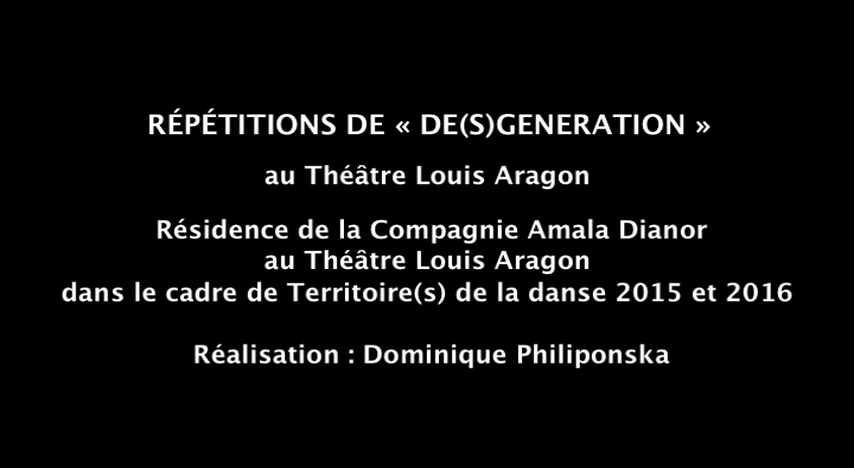 RÉPÉTITIONS DE « DE(S)GENERATION »
au Théâtre Louis Aragon
Résidence de la Compagnie Amala Dianor
au Théâtre Louis Aragon
dans le cadre de Territoire(s) de la danse 2015 et 2016
Réalisation : Dominique Philiponska